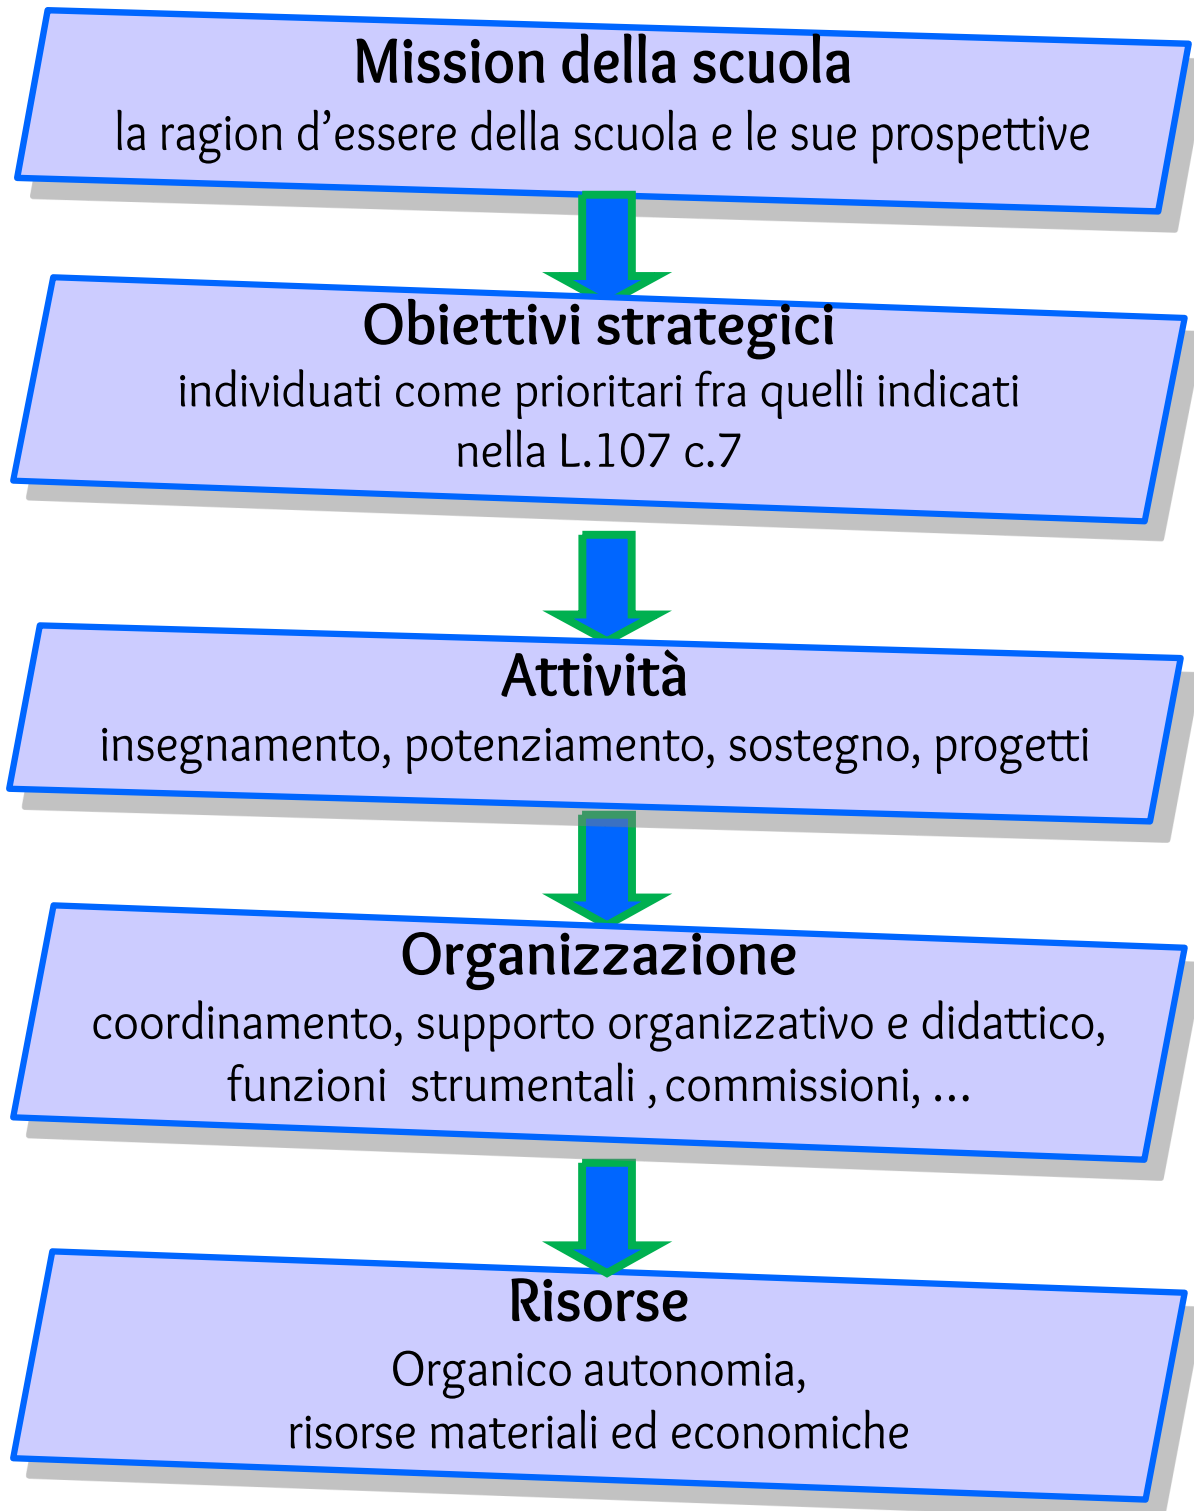 Mission della scuola
la ragion d’essere della scuola e le sue prospettive
Obiettivi strategici
individuati come prioritari fra quelli indicati
nella L.107 c.7
Attività
insegnamento, potenziamento, sostegno, progetti
Organizzazione
coordinamento, supporto organizzativo e didattico,
funzioni strumentali , commissioni, ...
Risorse
Organico autonomia,
risorse materiali ed economiche